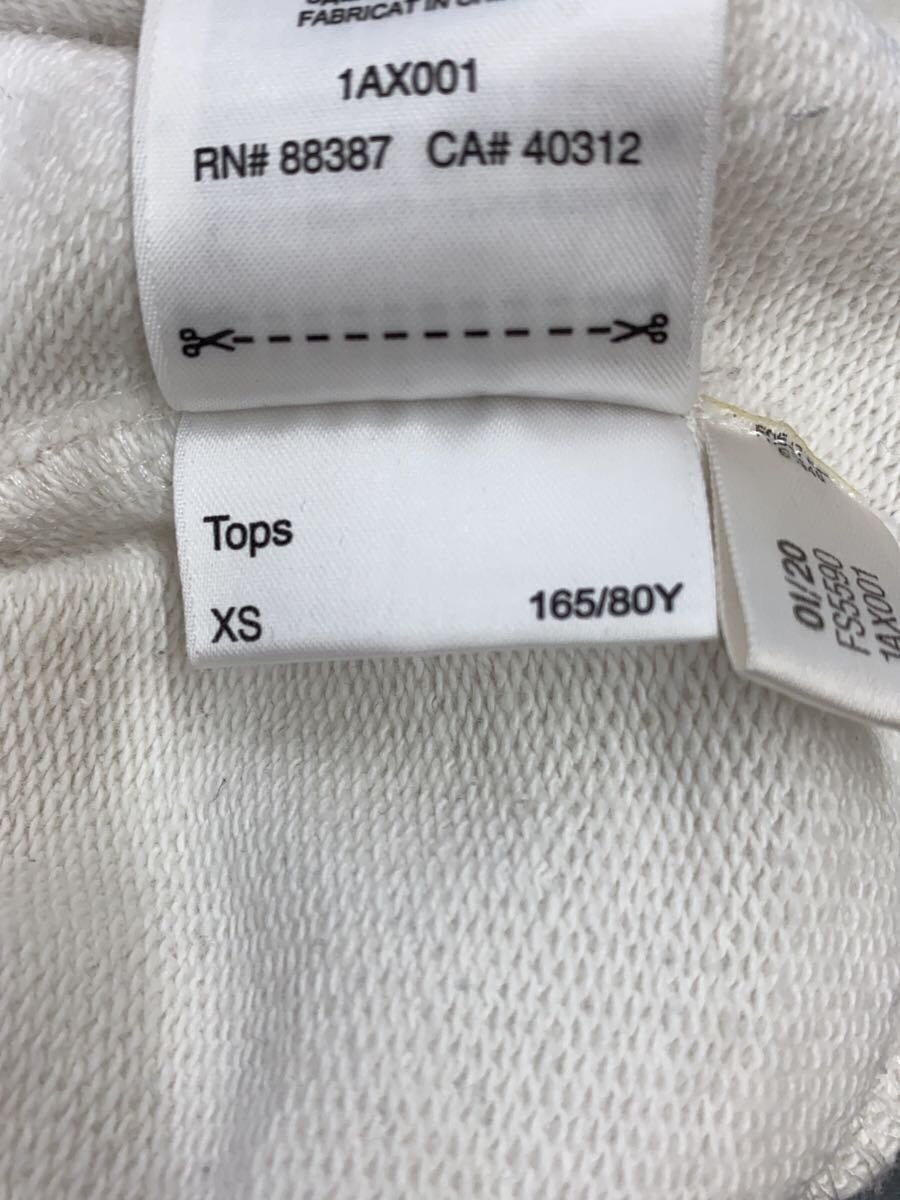 FABRICAT IN
1AX001
RN# 88387 CA# 40312
Tops
XS 165/80Y
01/20
FS5590
1AX001